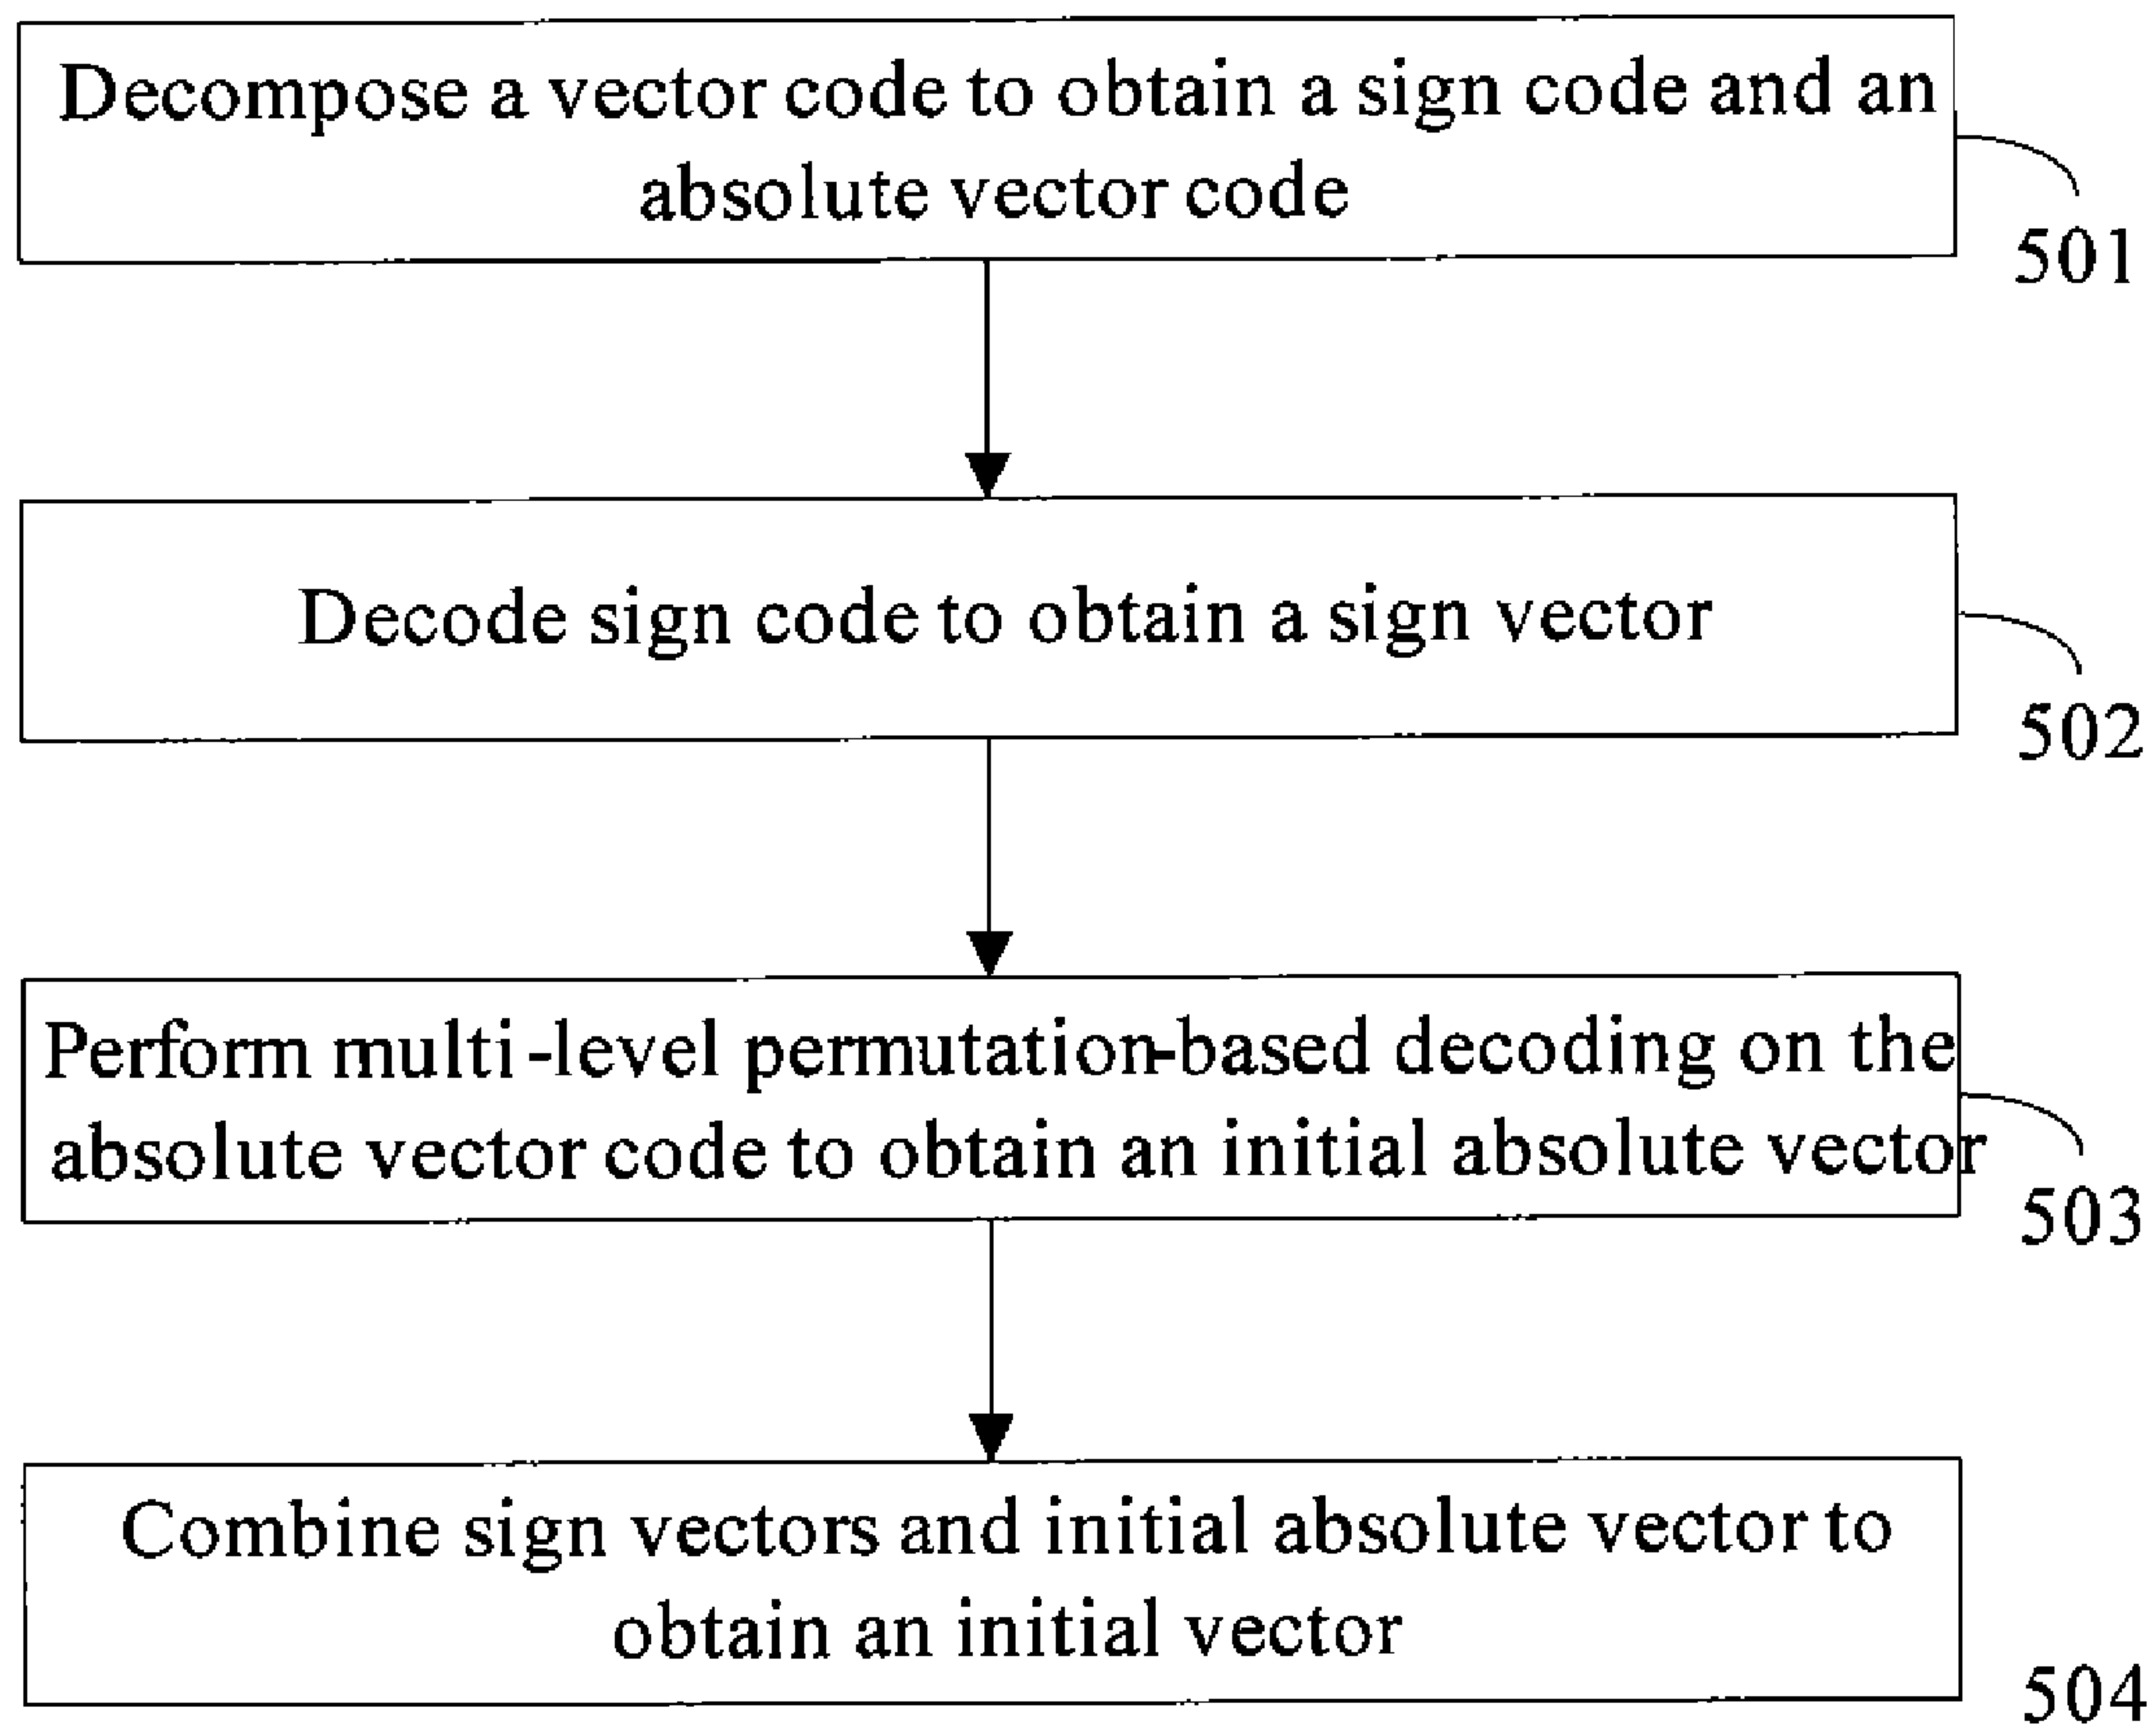 Decompose a vector code to obtain a sign code and an
absolute vector code
501
Decode sign code to obtain a sign vector
502
Perform multi-level permutation-based decoding on the
absolute vector code to obtain an initial absolute vector
503
Combine sign vectors and initial absolute vector to
obtain an initial vector
504